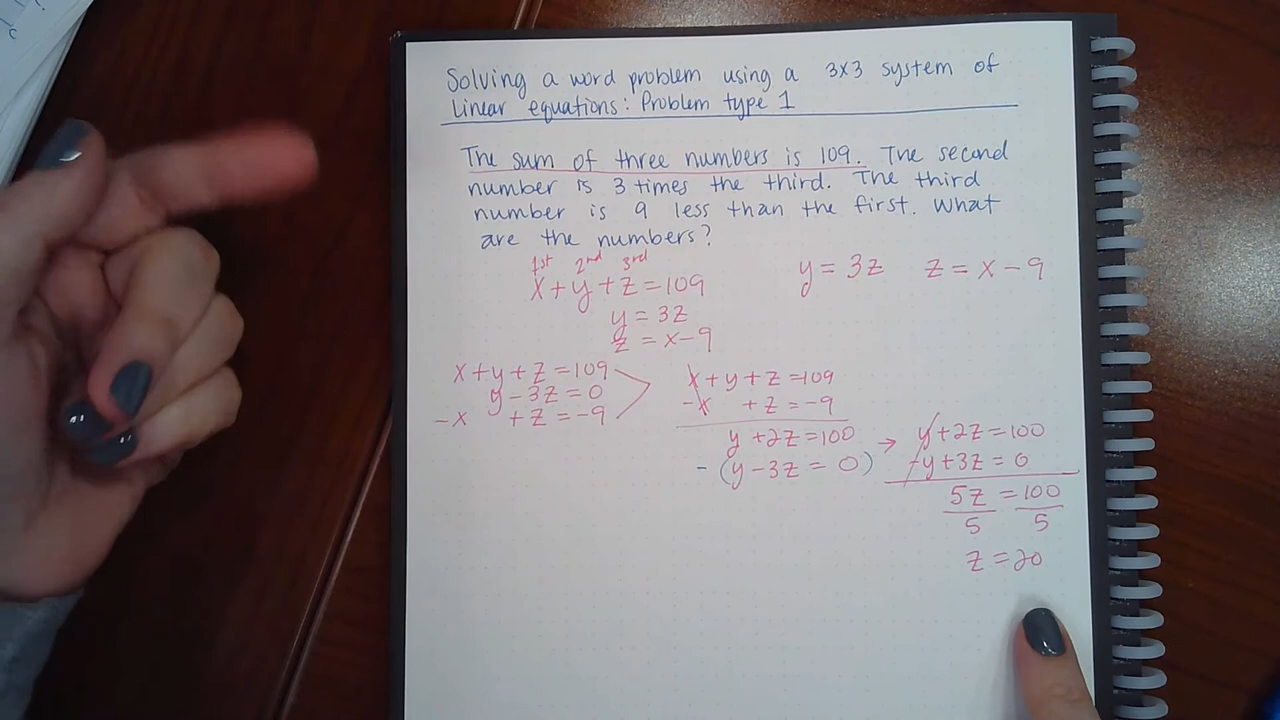 Solving a word problem using a 3x3 system of
linear equations: Problem type 1
The sum of three numbers is 109. The second
number is 3 times the third. The third
number is 9 less than the first. What
are the numbers?
1st 2nd 3rd
x+y+z=109
y=3z
z=x-9
y=3z z=x-9
x+y+z=109
y-3z=0
-x +z=-9
x+y+z=109
-x +z=-9
y+2z=100
-(y-3z=0)
→ y+2z=100
-y+3z=0
5z=100
5 5
z=20